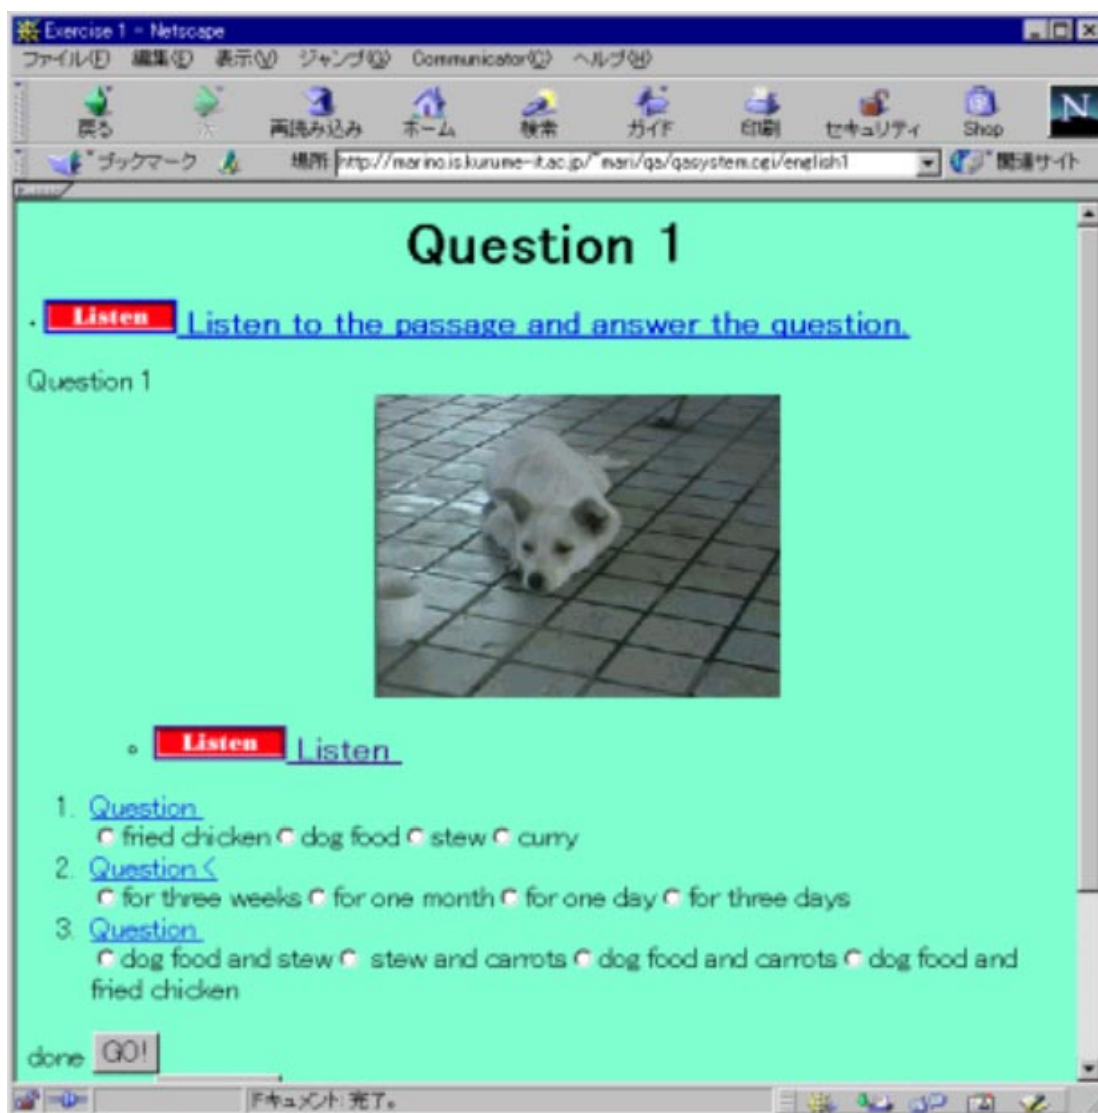 Exercise 1 - Netscape
ファイル(F) 編集(E) 表示(V) ジャンプ(G) Communicator(C) ヘルプ(H)
戻る 次 再読み込み ホーム 検索 ガイド 印刷 セキュリティ Shop N
ブックマーク 場所: http://marino.is.kurume-it.ac.jp/~mari/qa/qasystem.cgi/english1 関連サイト
Question 1
Listen Listen to the passage and answer the question.
Question 1
Listen Listen
1. Question
fried chicken dog food stew curry
2. Question <
for three weeks for one month for one day for three days
3. Question
dog food and stew stew and carrots dog food and carrots dog food and
fried chicken
done GO!
ドキュメント: 完了。